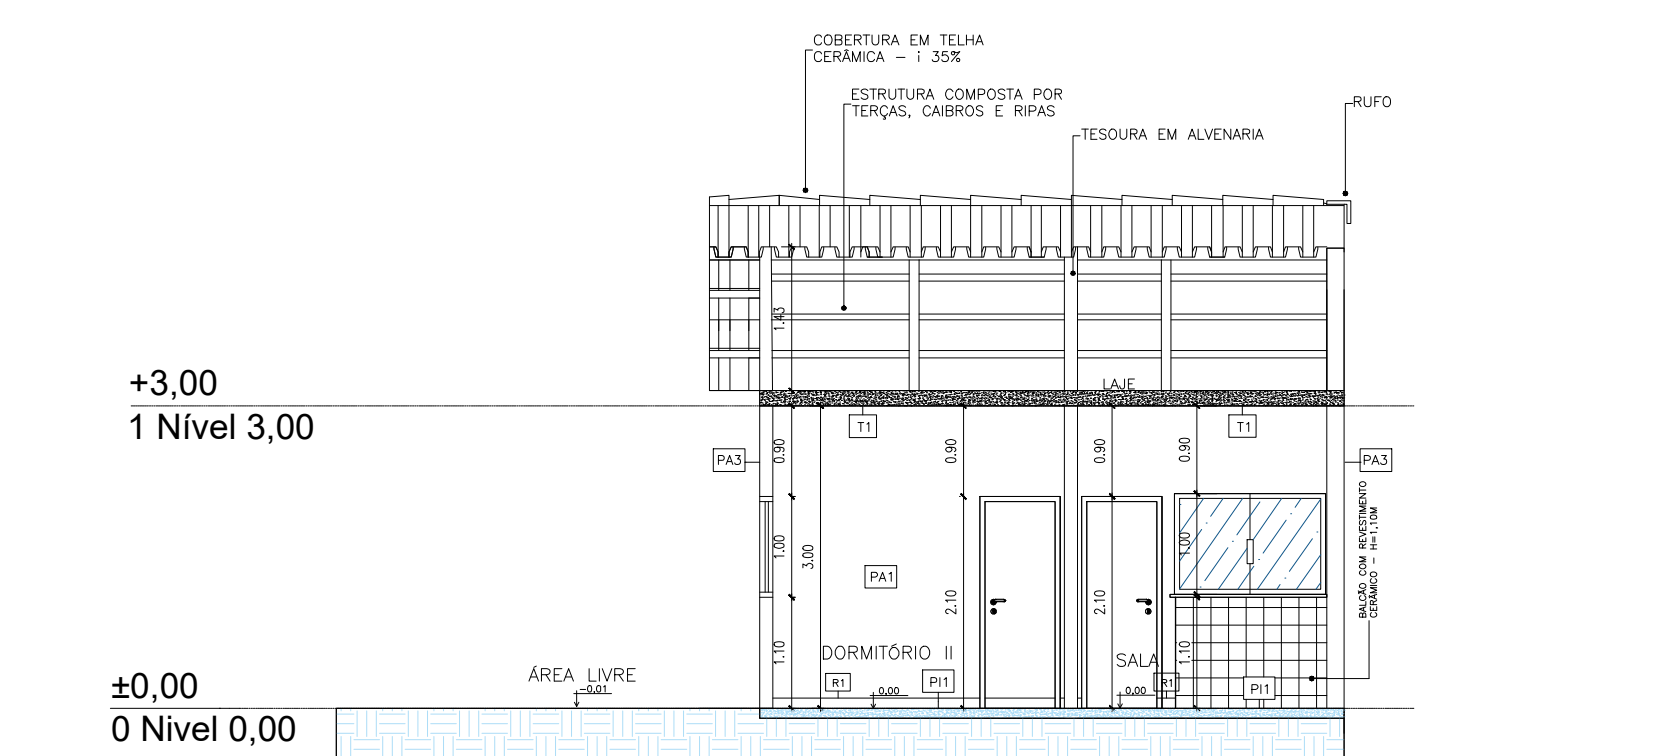 COBERTURA EM TELHA
CERÂMICA – i 35%
ESTRUTURA COMPOSTA POR
TERÇAS, CAIBROS E RIPAS
RUFO
TESOURA EM ALVENARIA
1.43
+3,00
LAJE
1 Nível 3,00
T1
T1
PA3
0.90
0.90
0.90
0.90
PA3
1.00
3.00
1.00
BALCÃO COM REVESTIMENTO
CERÂMICO – H=1,10M
PA1
2.10
2.10
1.10
DORMITÓRIO II
SALA
1.10
ÁREA LIVRE
-0,01
R1
0,00
PI1
0,00
R1
PI1
±0,00
0 Nivel 0,00